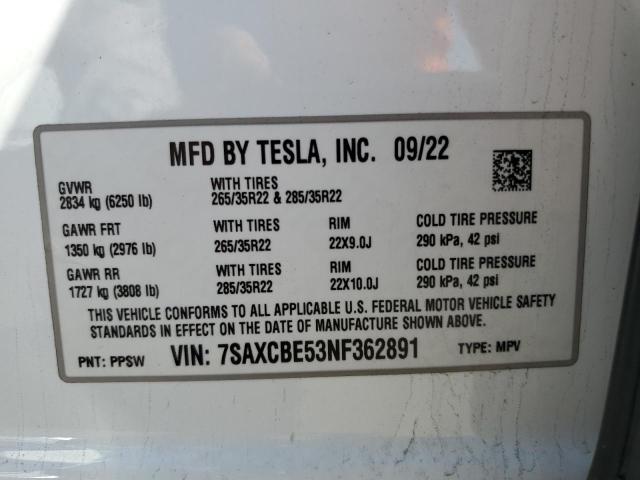 MFD BY TESLA, INC. 09/22
GVWR WITH TIRES
2834 kg (6250 lb) 265/35R22 & 285/35R22
GAWR FRT WITH TIRES RIM COLD TIRE PRESSURE
1350 kg (2976 lb) 265/35R22 22X9.0J 290 kPa, 42 psi
GAWR RR WITH TIRES RIM COLD TIRE PRESSURE
1727 kg (3808 lb) 285/35R22 22X10.0J 290 kPa, 42 psi
THIS VEHICLE CONFORMS TO ALL APPLICABLE U.S. FEDERAL MOTOR VEHICLE SAFETY
STANDARDS IN EFFECT ON THE DATE OF MANUFACTURE SHOWN ABOVE.
PNT: PPSW VIN: 7SAXCBE53NF362891 TYPE: MPV